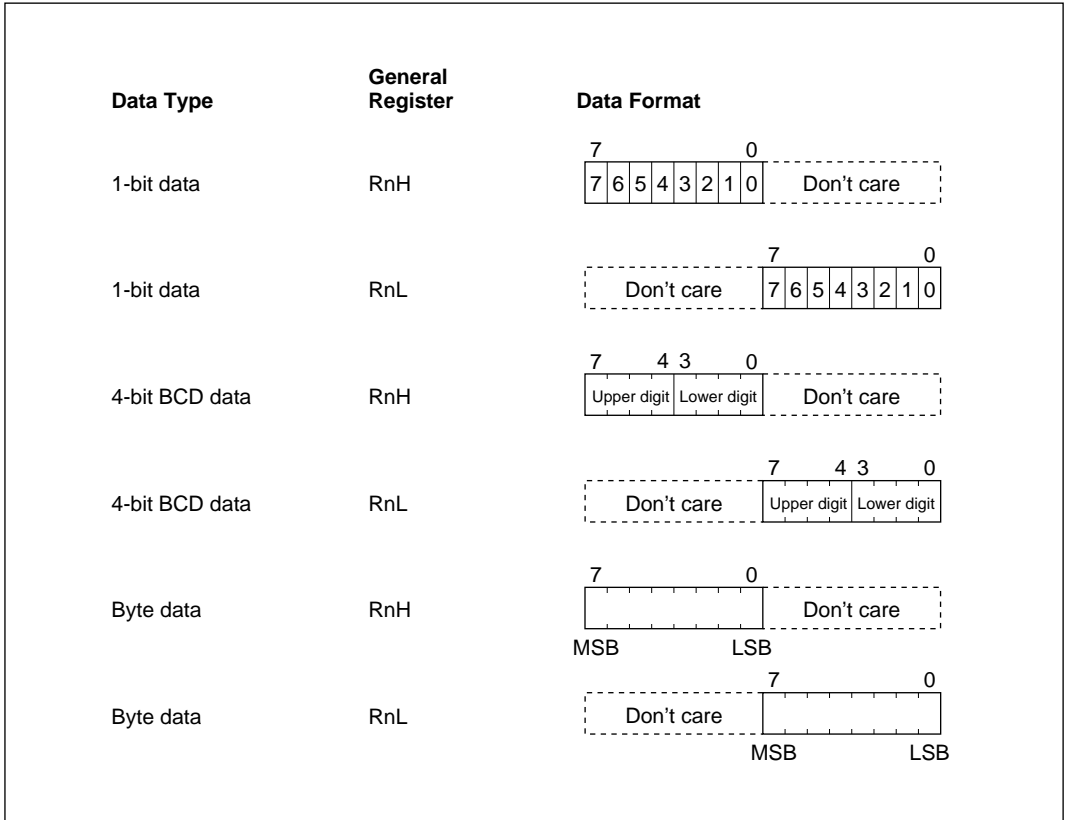 General
Data Type Register Data Format
7 0
1-bit data RnH 7 6 5 4 3 2 1 0 Don't care
7 0
1-bit data RnL Don't care 7 6 5 4 3 2 1 0
7 4 3 0
4-bit BCD data RnH Upper digit Lower digit Don't care
7 4 3 0
4-bit BCD data RnL Don't care Upper digit Lower digit
7 0
Byte data RnH Don't care
MSB LSB
7 0
Byte data RnL Don't care
MSB LSB